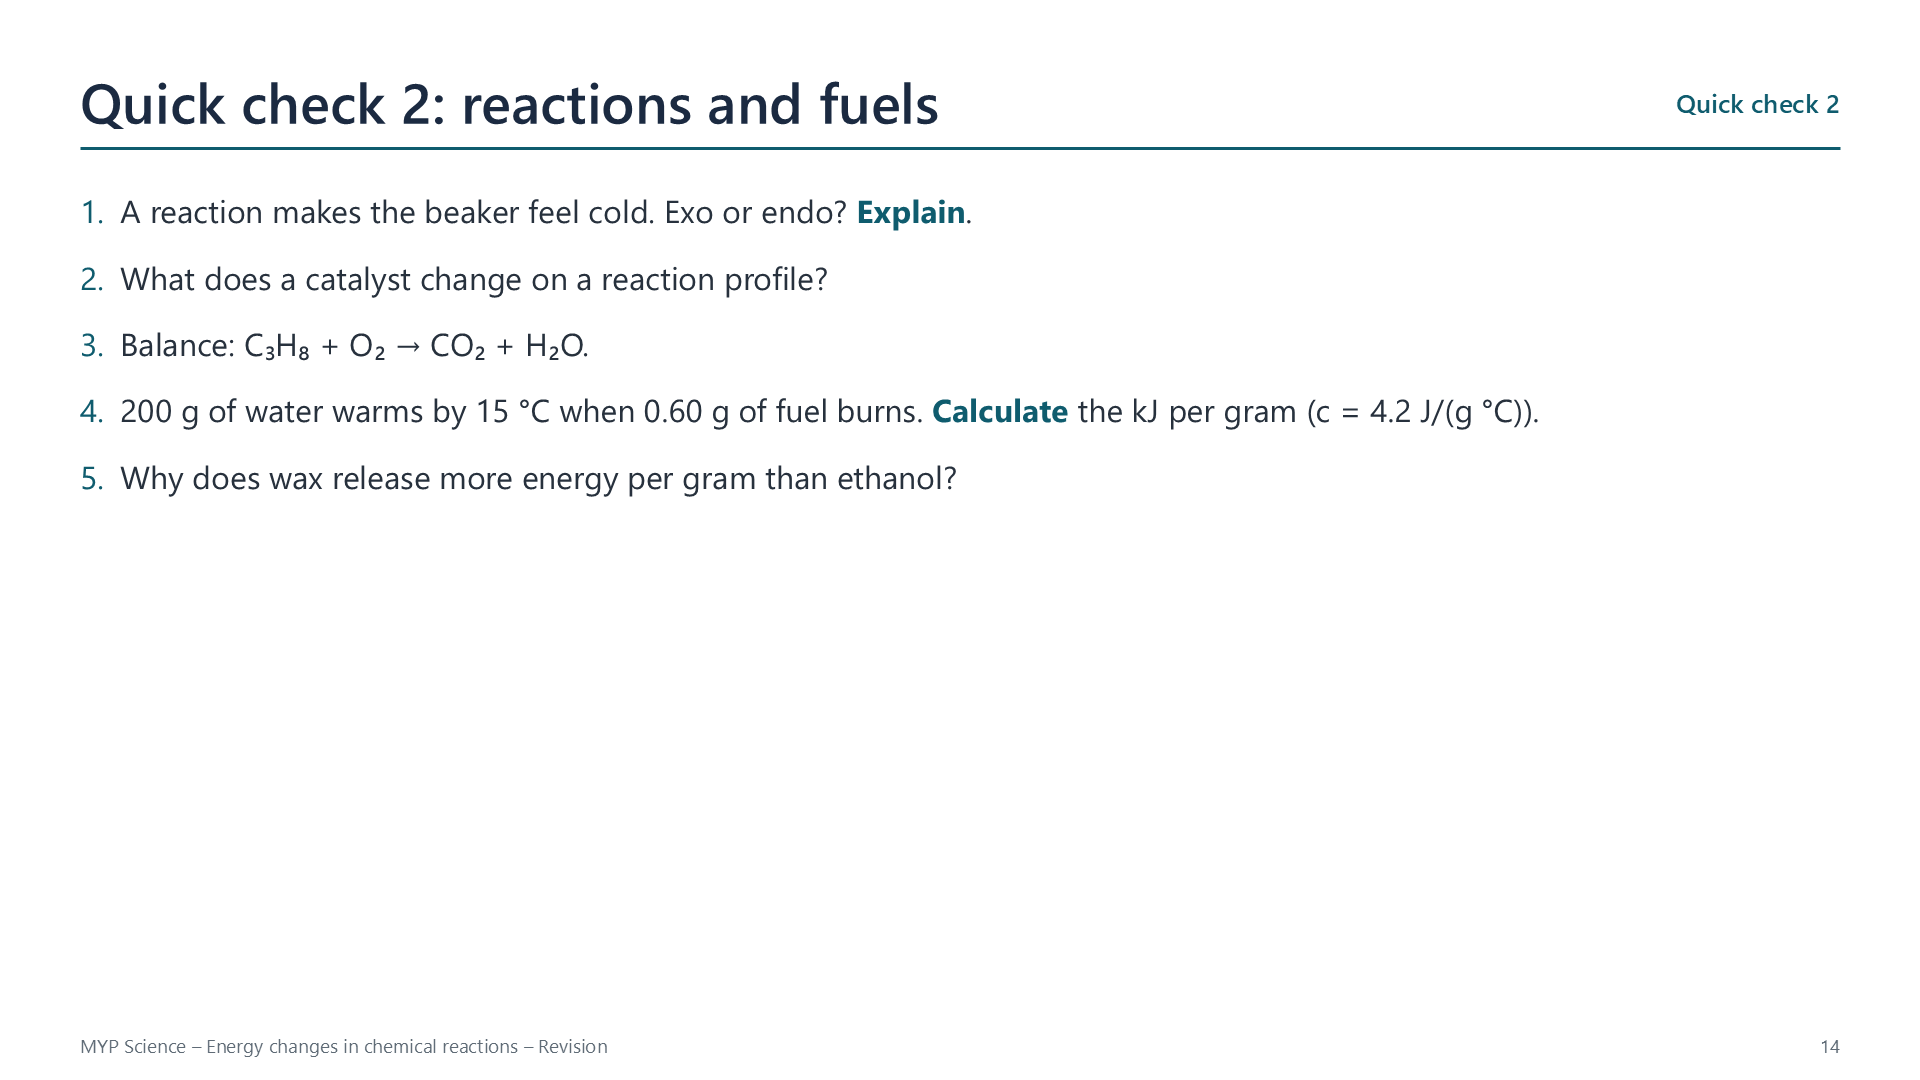 Quick check 2: reactions and fuels
Quick check 2
1. A reaction makes the beaker feel cold. Exo or endo? Explain.
2. What does a catalyst change on a reaction profile?
3. Balance: C₃H₈ + O₂ → CO₂ + H₂O.
4. 200 g of water warms by 15 °C when 0.60 g of fuel burns. Calculate the kJ per gram (c = 4.2 J/(g °C)).
5. Why does wax release more energy per gram than ethanol?
MYP Science – Energy changes in chemical reactions – Revision
14